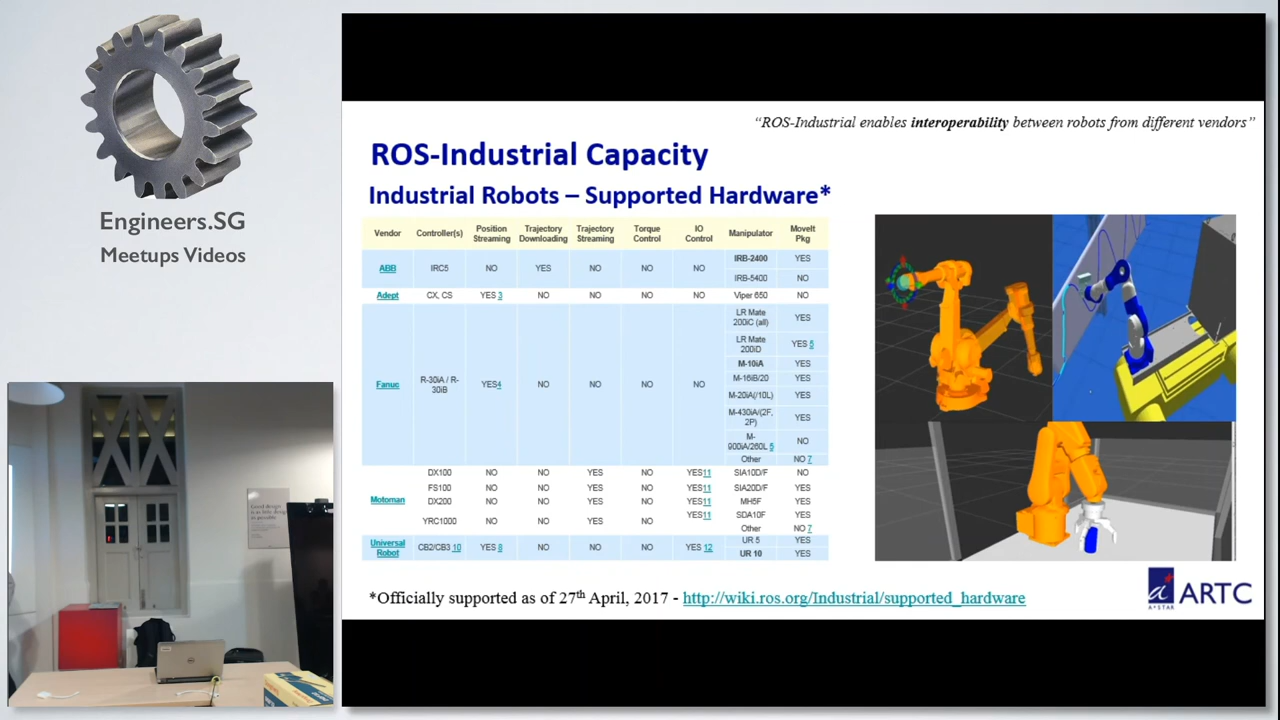 Engineers.SG
Meetups Videos
“ROS-Industrial enables interoperability between robots from different vendors”
ROS-Industrial Capacity
Industrial Robots – Supported Hardware*
Vendor Controller(s) Position Streaming Trajectory Downloading Trajectory Streaming Torque Control IO Control Manipulator MoveIt Pkg
ABB IRC5 NO YES NO NO NO IRB-2400 YES
IRB-5400 NO
Adept CX, CS YES 3 NO NO NO NO Viper 650 NO
Fanuc R-30iA / R-30iB YES4 NO NO NO NO LR Mate 200iC (all) YES
LR Mate 200iD YES 5
M-10iA YES
M-16iB/20 YES
M-20iA(/10L) YES
M-430iA/(2F, 2P) YES
M-900iA/260L 5 NO
Other NO 7
Motoman DX100 NO NO YES NO YES11 SIA10D/F NO
FS100 NO NO YES NO YES11 SIA20D/F YES
DX200 NO NO YES NO YES11 MH5F YES
YRC1000 NO NO YES NO YES11 SDA10F YES
Other NO 7
Universal Robot CB2/CB3 10 YES 8 NO NO NO YES 12 UR 5 YES
UR 10 YES
*Officially supported as of 27th April, 2017 - http://wiki.ros.org/Industrial/supported_hardware
A*STAR ARTC